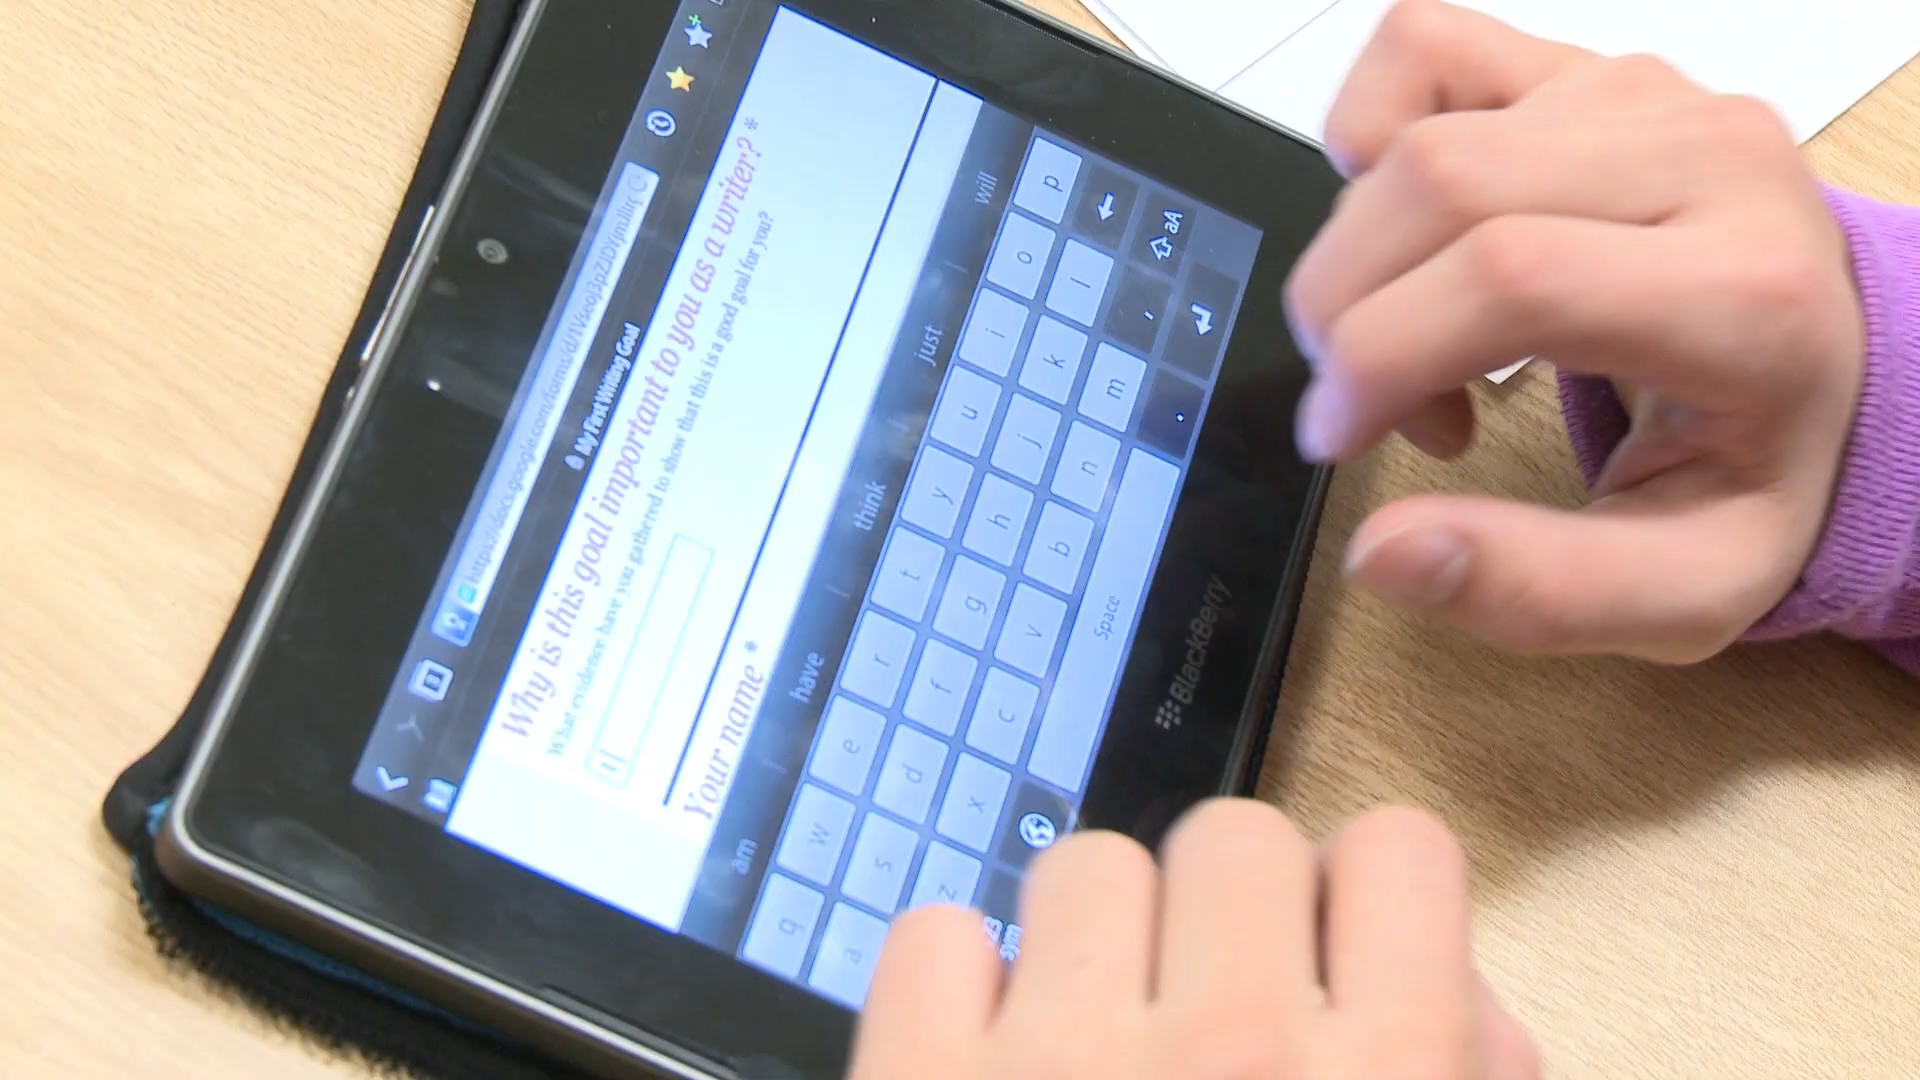 My First Writing Goal
Why is this goal important to you as a writer? *
What evidence have you gathered to show that this is a good goal for you?
I
Your name *
am have think just will
q w e r t y u i o p
a s d f g h j k l
z x c v b n m , aA
Space .
BlackBerry